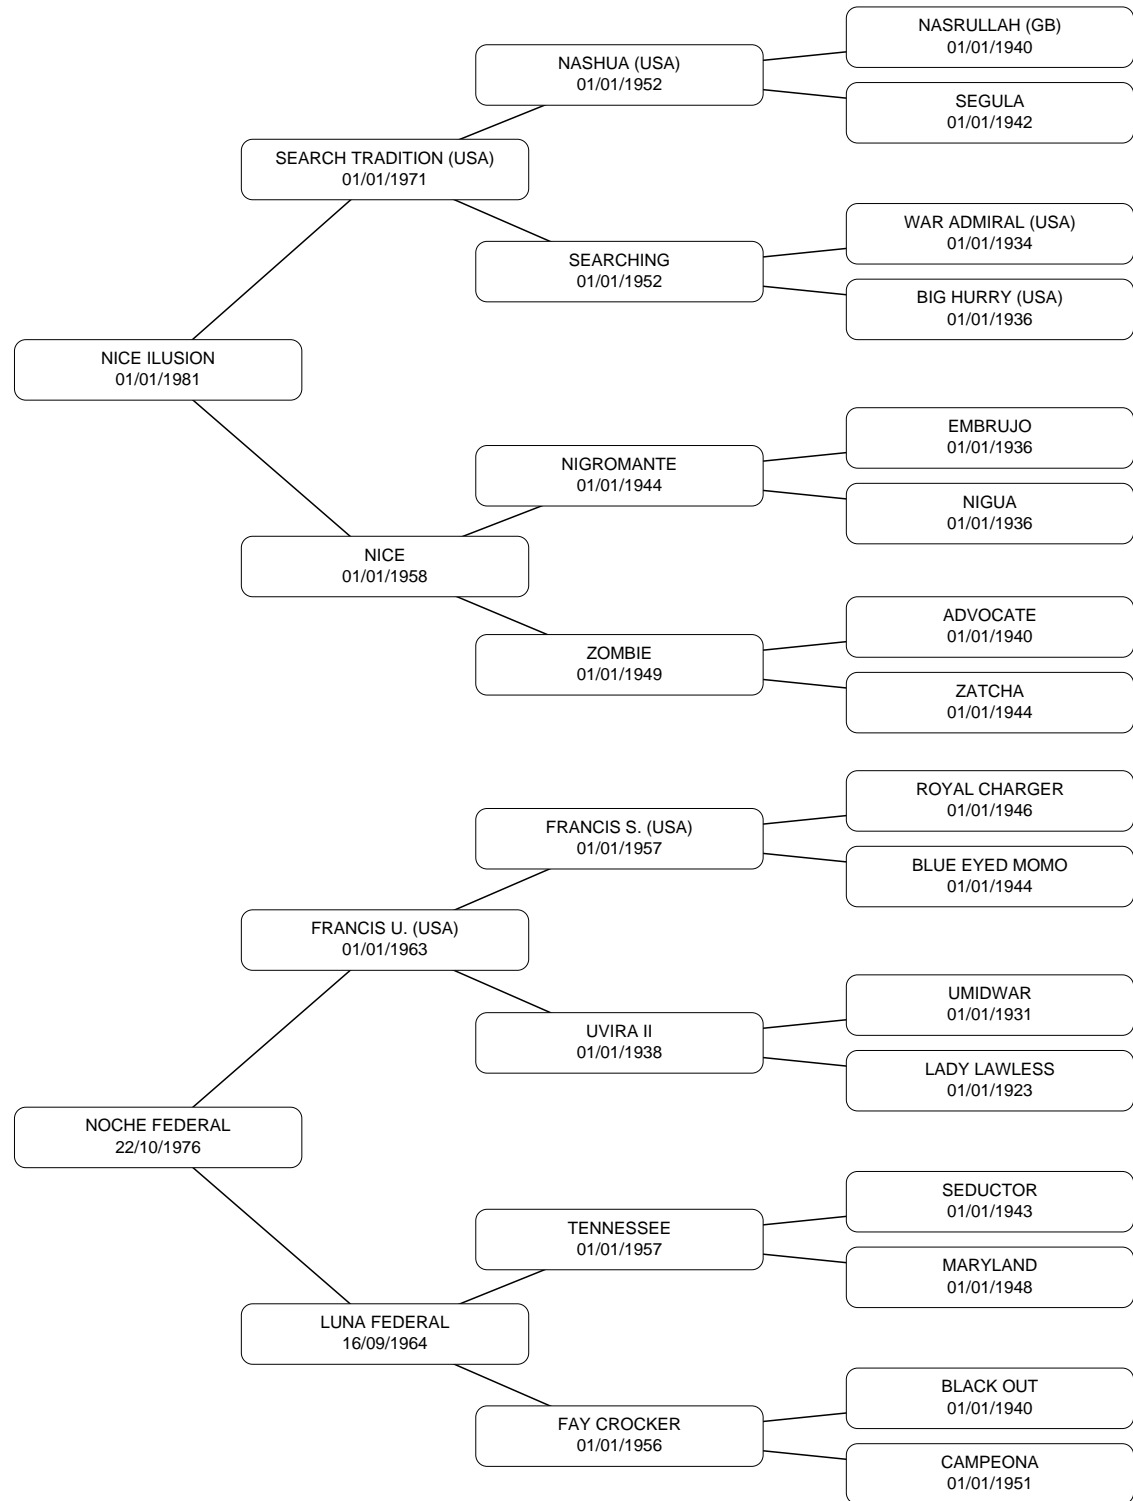 NASRULLAH (GB)
01/01/1940
NASHUA (USA)
01/01/1952
SEGULA
01/01/1942
SEARCH TRADITION (USA)
01/01/1971
WAR ADMIRAL (USA)
01/01/1934
SEARCHING
01/01/1952
BIG HURRY (USA)
01/01/1936
NICE ILUSION
01/01/1981
EMBRUJO
01/01/1936
NIGROMANTE
01/01/1944
NIGUA
01/01/1936
NICE
01/01/1958
ADVOCATE
01/01/1940
ZOMBIE
01/01/1949
ZATCHA
01/01/1944
ROYAL CHARGER
01/01/1946
FRANCIS S. (USA)
01/01/1957
BLUE EYED MOMO
01/01/1944
FRANCIS U. (USA)
01/01/1963
UMIDWAR
01/01/1931
UVIRA II
01/01/1938
LADY LAWLESS
01/01/1923
NOCHE FEDERAL
22/10/1976
SEDUCTOR
01/01/1943
TENNESSEE
01/01/1957
MARYLAND
01/01/1948
LUNA FEDERAL
16/09/1964
BLACK OUT
01/01/1940
FAY CROCKER
01/01/1956
CAMPEONA
01/01/1951